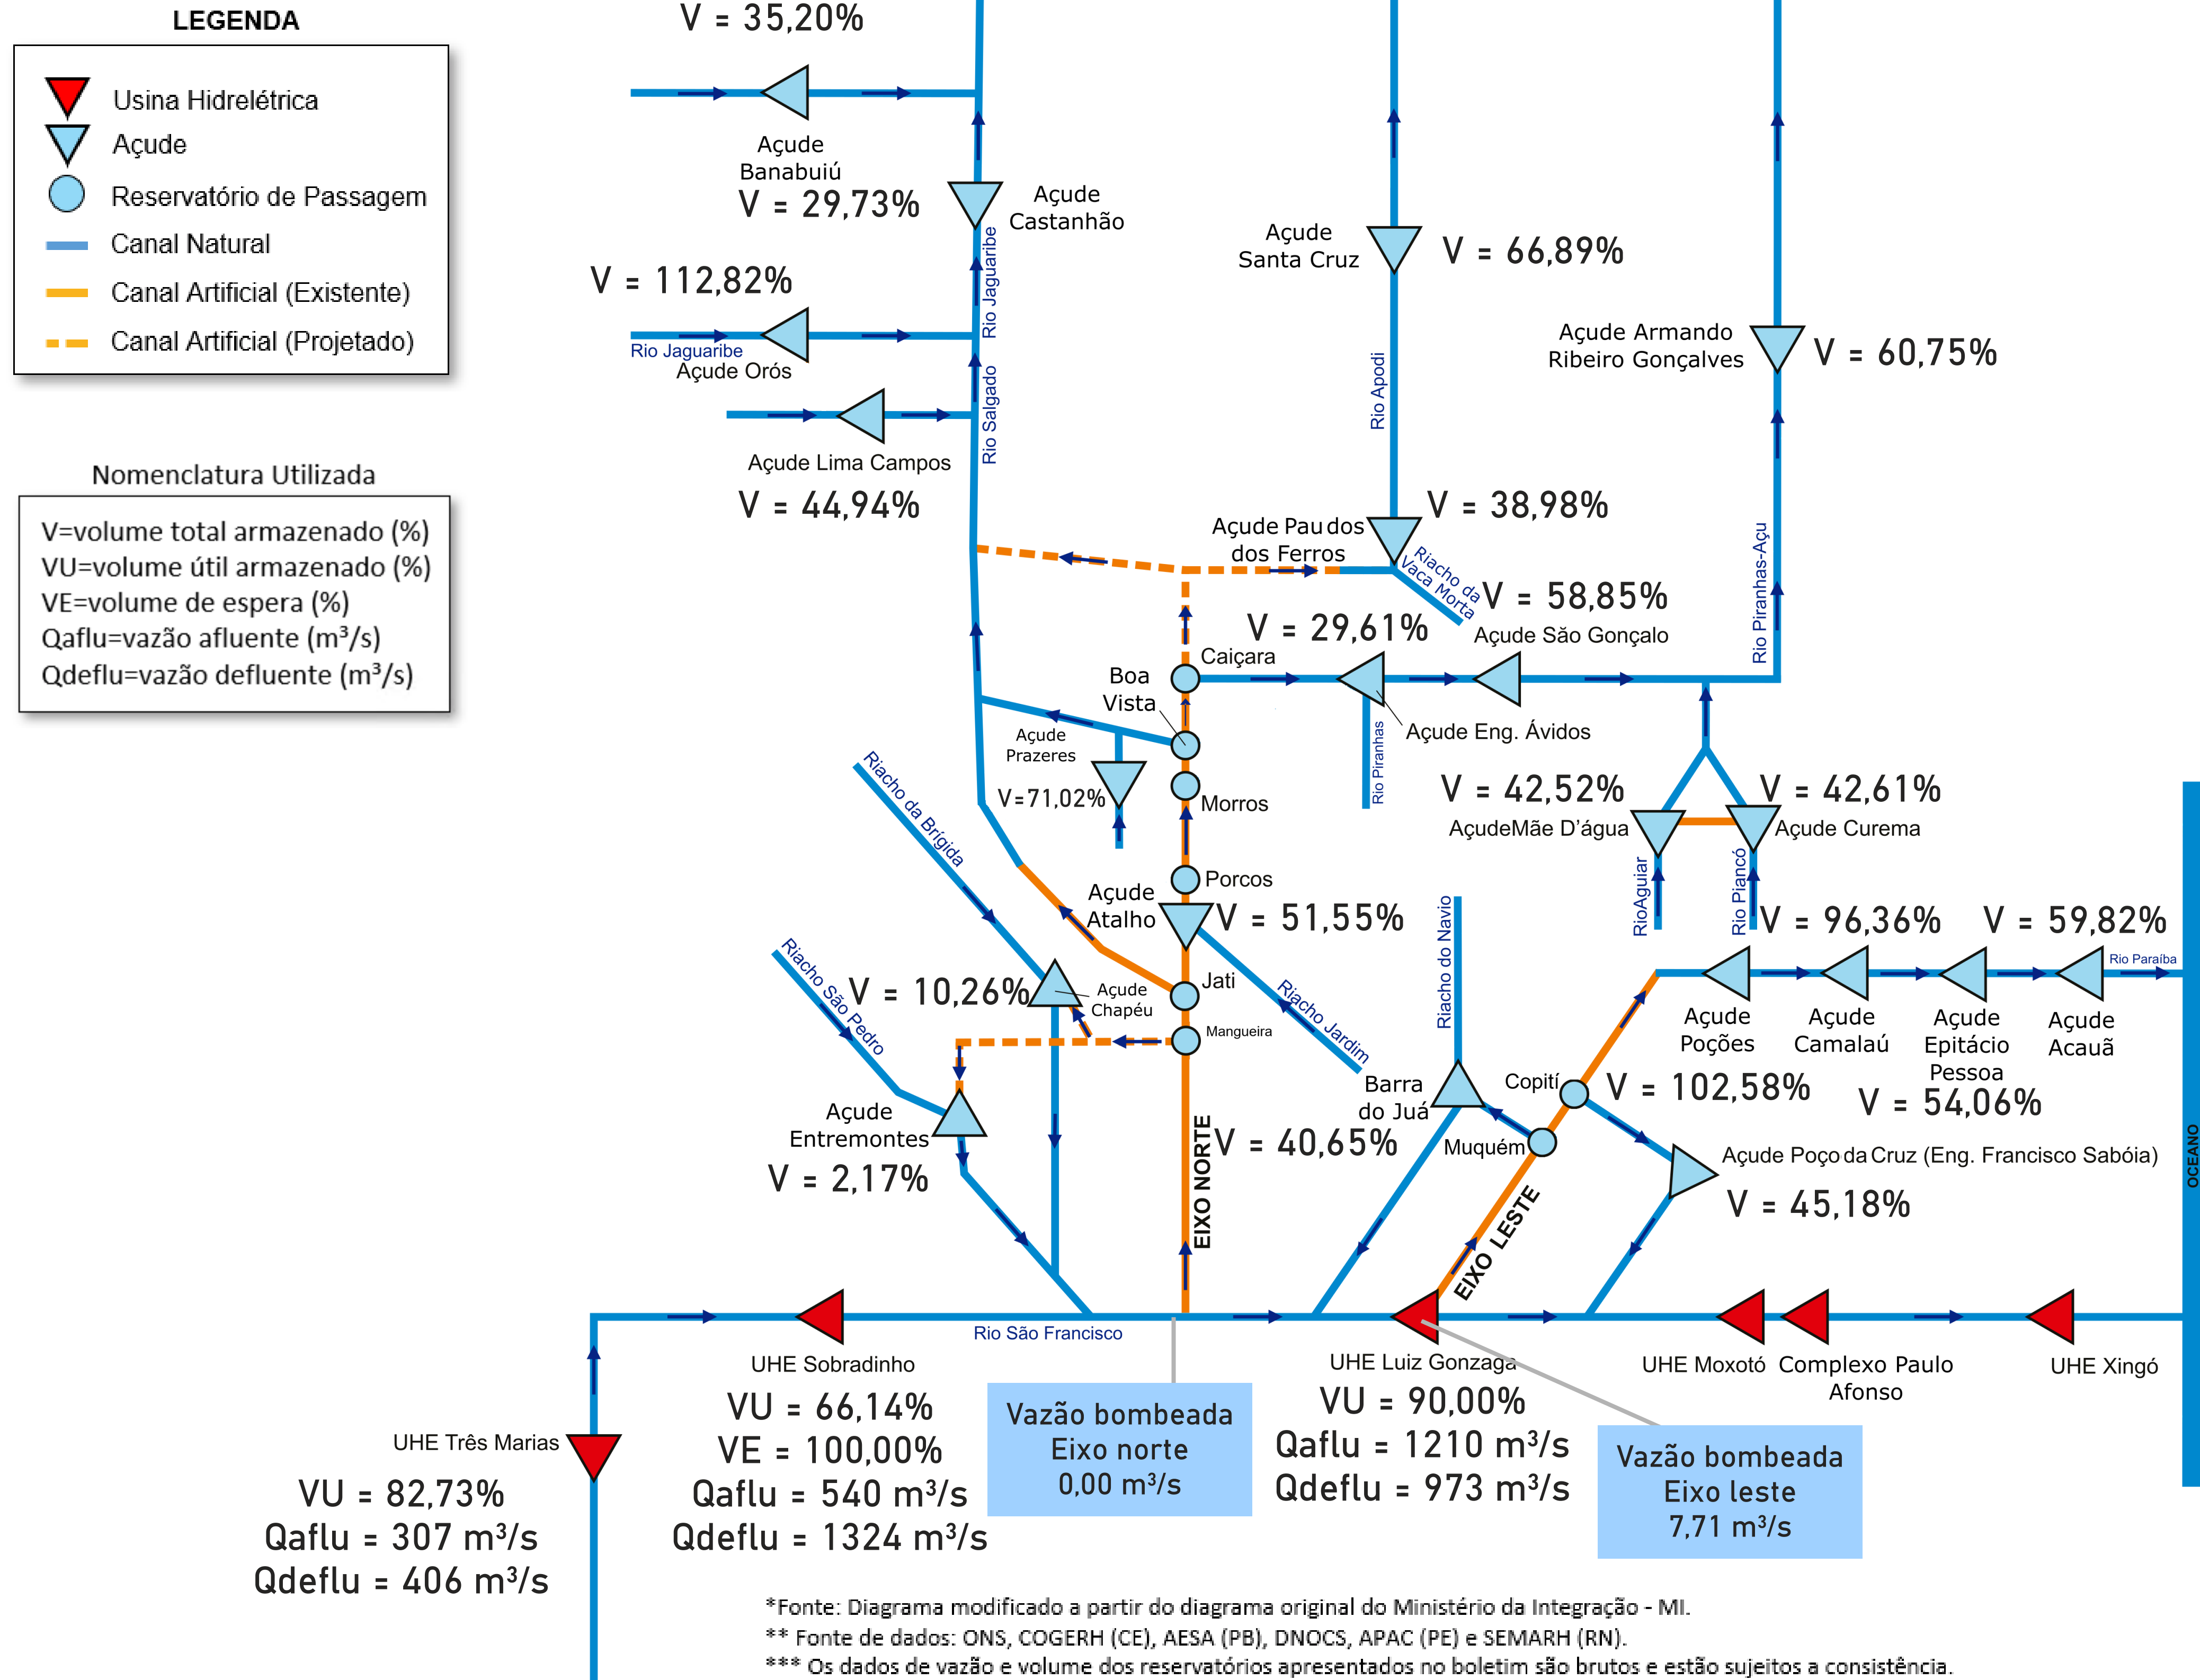 LEGENDA
Usina Hidrelétrica
Açude
Reservatório de Passagem
Canal Natural
Canal Artificial (Existente)
Canal Artificial (Projetado)
Nomenclatura Utilizada
V=volume total armazenado (%)
VU=volume útil armazenado (%)
VE=volume de espera (%)
Qaflu=vazão afluente (m³/s)
Qdeflu=vazão defluente (m³/s)
V = 35,20%
Açude
Banabuiú
V = 29,73%
Açude
Castanhão
Rio Jaguaribe
V = 112,82%
Rio Jaguaribe
Açude Orós
Rio Salgado
Açude Lima Campos
V = 44,94%
Açude
Santa Cruz
V = 66,89%
Rio Apodi
Açude Armando
Ribeiro Gonçalves
V = 60,75%
Rio Piranhas-Açu
Açude Pau dos
dos Ferros
V = 38,98%
Riacho da
Vaca Morta
V = 58,85%
Açude São Gonçalo
V = 29,61%
Caiçara
Boa
Vista
Açude Eng. Ávidos
Rio Piranhas
Açude
Prazeres
V=71,02%
Morros
Riacho da Brígida
V = 42,52%
AçudeMãe D'água
V = 42,61%
Açude Curema
RioAguiar
Rio Piancó
Porcos
Açude
Atalho
V = 51,55%
Riacho do Navio
V = 96,36%
V = 59,82%
Rio Paraíba
Riacho São Pedro
V = 10,26%
Açude
Chapéu
Jati
Mangueira
Riacho Jardim
Açude
Poções
Açude
Camalaú
Açude
Epitácio
Pessoa
Açude
Acauã
V = 102,58%
V = 54,06%
Barra
do Juá
Copití
Muquém
V = 40,65%
Açude
Entremontes
V = 2,17%
EIXO NORTE
EIXO LESTE
Açude Poço da Cruz (Eng. Francisco Sabóia)
V = 45,18%
OCEANO
Rio São Francisco
UHE Sobradinho
VU = 66,14%
VE = 100,00%
Qaflu = 540 m³/s
Qdeflu = 1324 m³/s
Vazão bombeada
Eixo norte
0,00 m³/s
UHE Luiz Gonzaga
VU = 90,00%
Qaflu = 1210 m³/s
Qdeflu = 973 m³/s
Vazão bombeada
Eixo leste
7,71 m³/s
UHE Moxotó
Complexo Paulo
Afonso
UHE Xingó
UHE Três Marias
VU = 82,73%
Qaflu = 307 m³/s
Qdeflu = 406 m³/s
*Fonte: Diagrama modificado a partir do diagrama original do Ministério da Integração - MI.
** Fonte de dados: ONS, COGERH (CE), AESA (PB), DNOCS, APAC (PE) e SEMARH (RN).
*** Os dados de vazão e volume dos reservatórios apresentados no boletim são brutos e estão sujeitos a consistência.